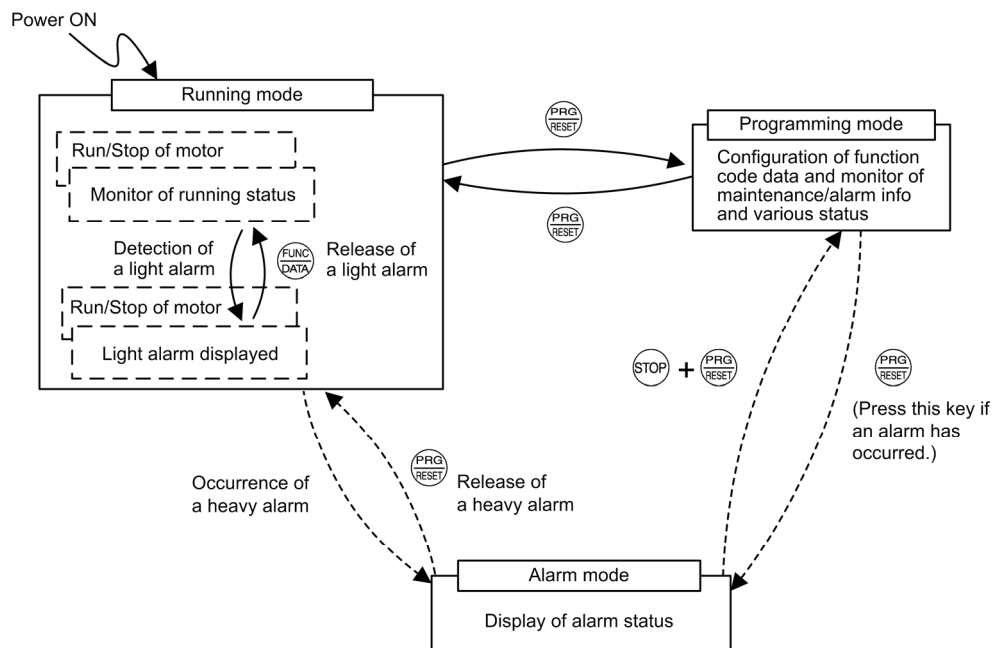 Power ON
Running mode
Run/Stop of motor
Monitor of running status
Detection of
a light alarm
FUNC
DATA
Release of
a light alarm
Run/Stop of motor
Light alarm displayed
PRG
RESET
PRG
RESET
Programming mode
Configuration of function
code data and monitor of
maintenance/alarm info
and various status
STOP + PRG
RESET
PRG
RESET
(Press this key if
an alarm has
occurred.)
Occurrence of
a heavy alarm
PRG
RESET
Release of
a heavy alarm
Alarm mode
Display of alarm status